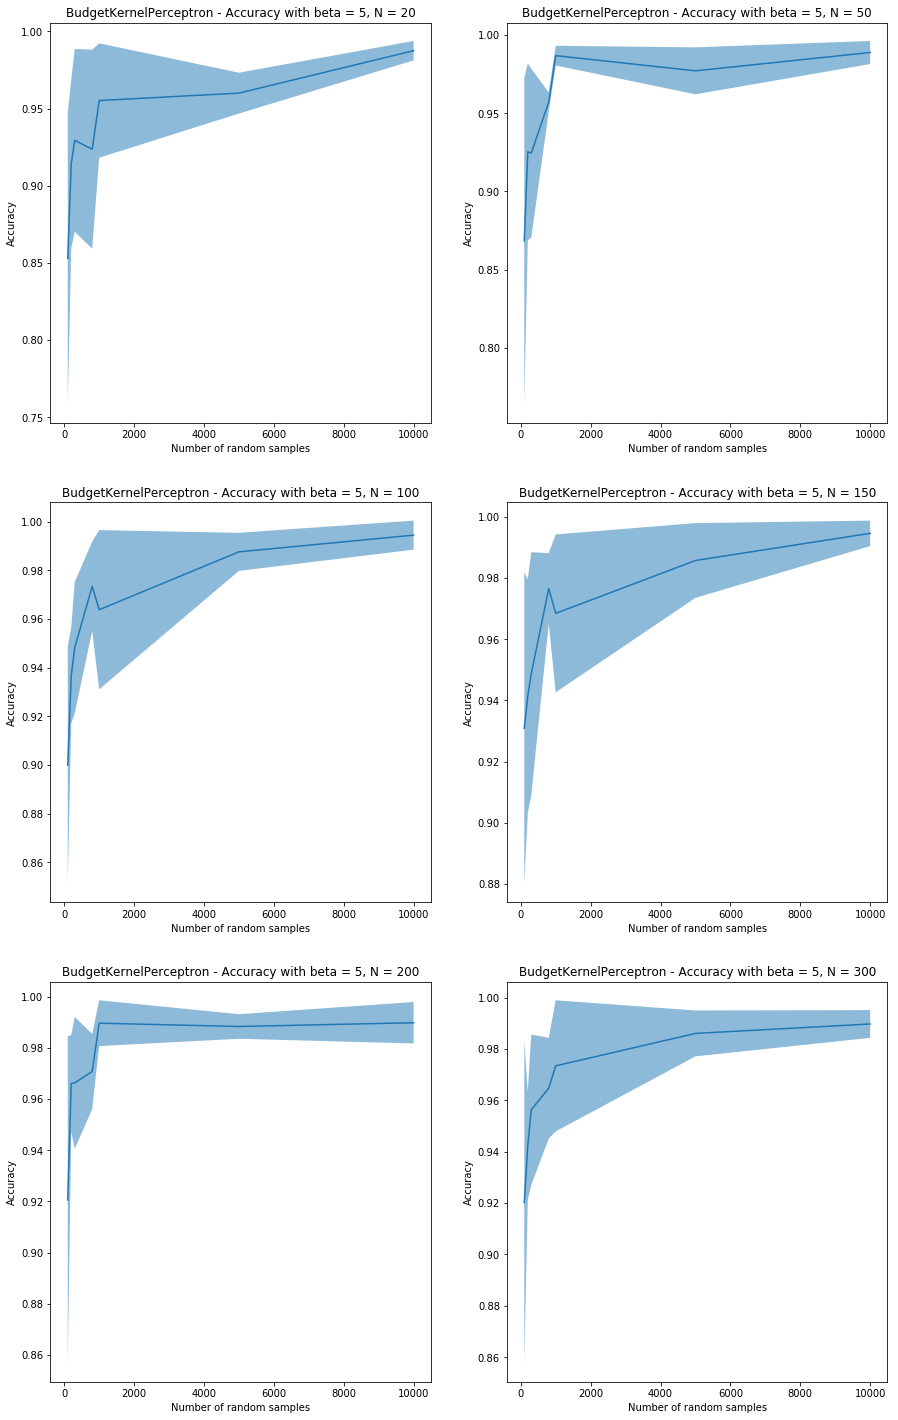 BudgetKernelPerceptron - Accuracy with beta = 5, N = 20
1.00
0.95
0.90
0.85
0.80
0.75
Accuracy
0 2000 4000 6000 8000 10000
Number of random samples
BudgetKernelPerceptron - Accuracy with beta = 5, N = 50
1.00
0.95
0.90
0.85
0.80
Accuracy
0 2000 4000 6000 8000 10000
Number of random samples
BudgetKernelPerceptron - Accuracy with beta = 5, N = 100
1.00
0.98
0.96
0.94
0.92
0.90
0.88
0.86
Accuracy
0 2000 4000 6000 8000 10000
Number of random samples
BudgetKernelPerceptron - Accuracy with beta = 5, N = 150
1.00
0.98
0.96
0.94
0.92
0.90
0.88
Accuracy
0 2000 4000 6000 8000 10000
Number of random samples
BudgetKernelPerceptron - Accuracy with beta = 5, N = 200
1.00
0.98
0.96
0.94
0.92
0.90
0.88
0.86
Accuracy
0 2000 4000 6000 8000 10000
Number of random samples
BudgetKernelPerceptron - Accuracy with beta = 5, N = 300
1.00
0.98
0.96
0.94
0.92
0.90
0.88
0.86
Accuracy
0 2000 4000 6000 8000 10000
Number of random samples